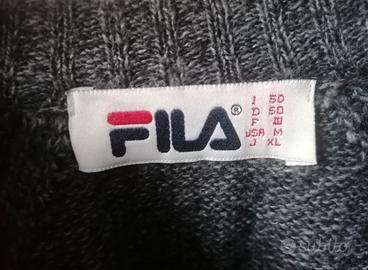 FILA®
I 50
D 50
F III
USA M
J XL
subito